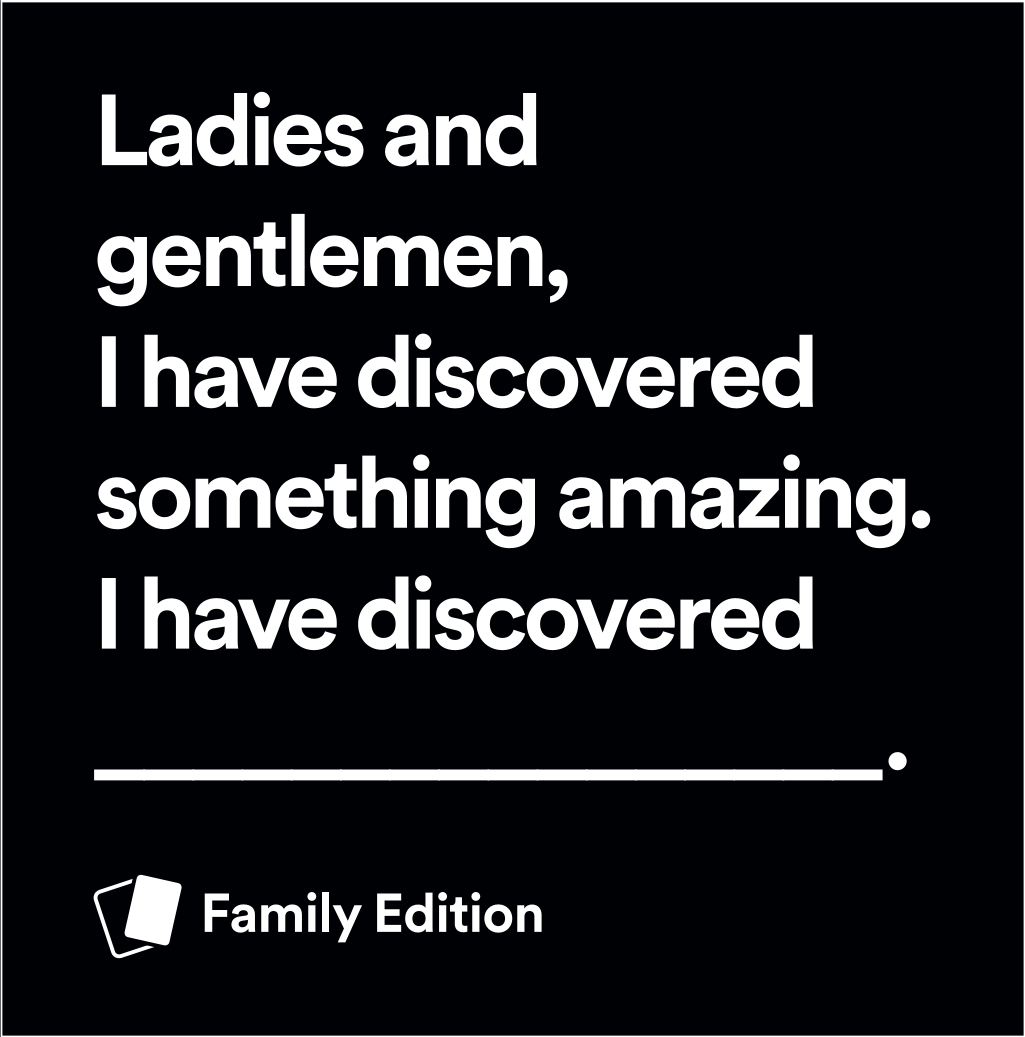 Ladies and
gentlemen,
I have discovered
something amazing.
I have discovered
________________.
Family Edition